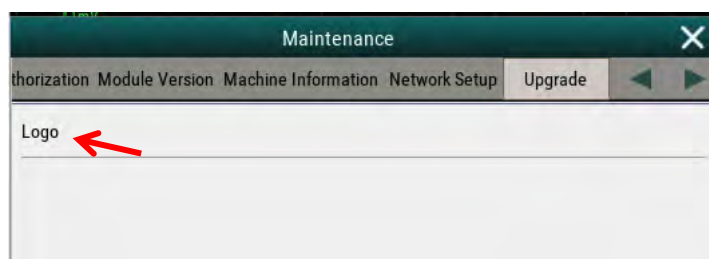 Maintenance
thorization Module Version Machine Information Network Setup Upgrade
Logo